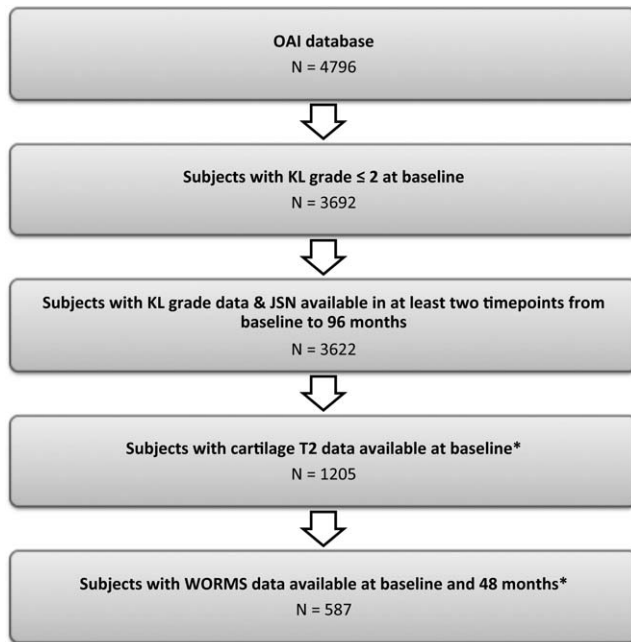 OAI database
N = 4796
Subjects with KL grade ≤ 2 at baseline
N = 3692
Subjects with KL grade data & JSN available in at least two timepoints from
baseline to 96 months
N = 3622
Subjects with cartilage T2 data available at baseline*
N = 1205
Subjects with WORMS data available at baseline and 48 months*
N = 587